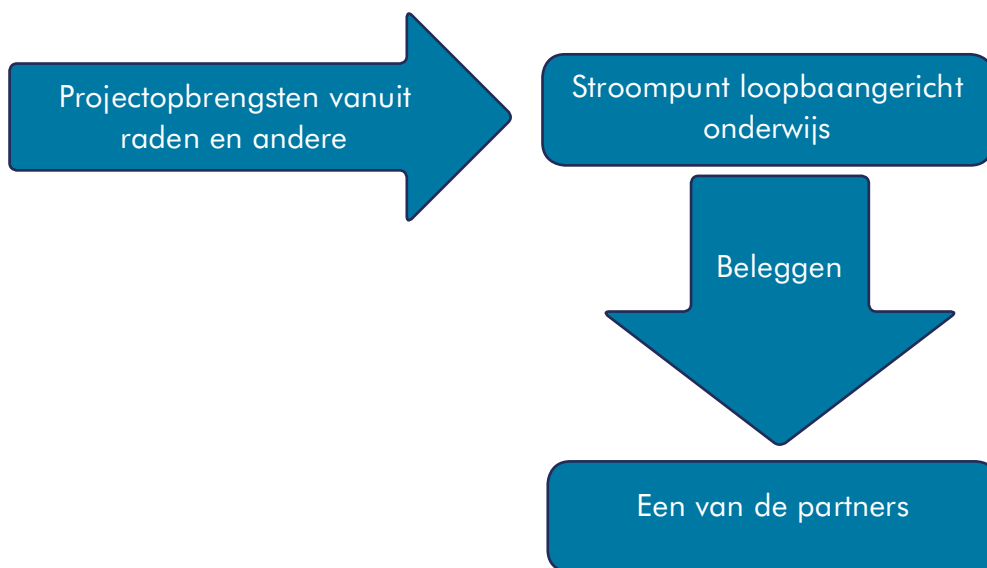 Projectopbrengsten vanuit
raden en andere
Stroompunt loopbaangericht
onderwijs
Beleggen
Een van de partners